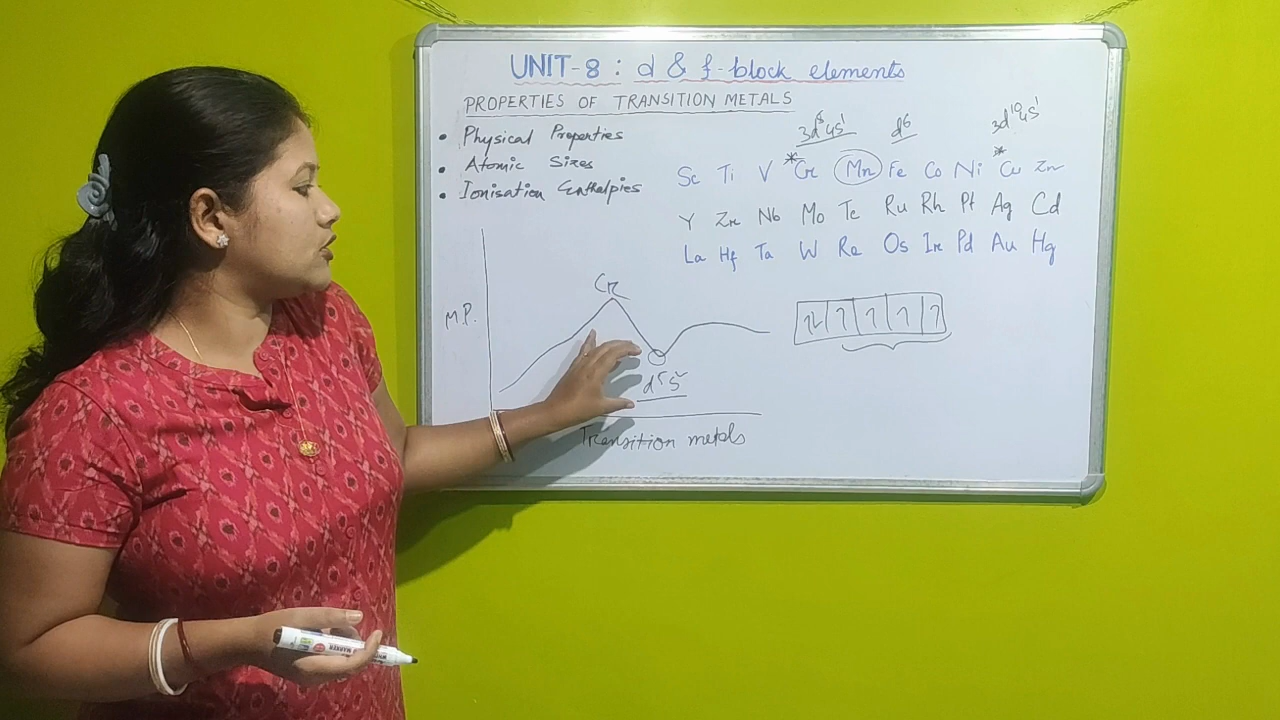 UNIT-8 : d & f-block elements
PROPERTIES OF TRANSITION METALS
• Physical Properties
• Atomic Sizes
• Ionisation Enthalpies
3d⁵4s¹ d⁶ 3d¹⁰4s¹
* *
Sc Ti V Cr Mn Fe Co Ni Cu Zn
Y Zr Nb Mo Tc Ru Rh Pt Ag Cd
La Hf Ta W Re Os Ir Pd Au Hg
Cr
M.P.
d⁵s²
Transition metals
MARKER